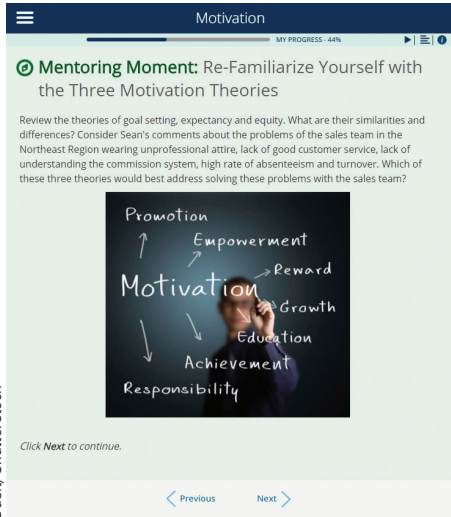 Motivation
MY PROGRESS - 44%
Mentoring Moment: Re-Familiarize Yourself with
the Three Motivation Theories
Review the theories of goal setting, expectancy and equity. What are their similarities and
differences? Consider Sean's comments about the problems of the sales team in the
Northeast Region wearing unprofessional attire, lack of good customer service, lack of
understanding the commission system, high rate of absenteeism and turnover. Which of
these three theories would best address solving these problems with the sales team?
Promotion
Empowerment
Reward
Motivation
Growth
Education
Achievement
Responsibility
Click Next to continue.
Previous
Next